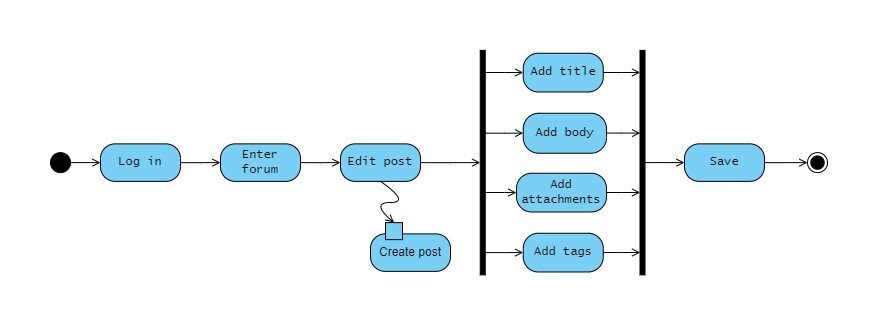 Log in
Enter
forum
Edit post
Create post
Add title
Add body
Add
attachments
Add tags
Save